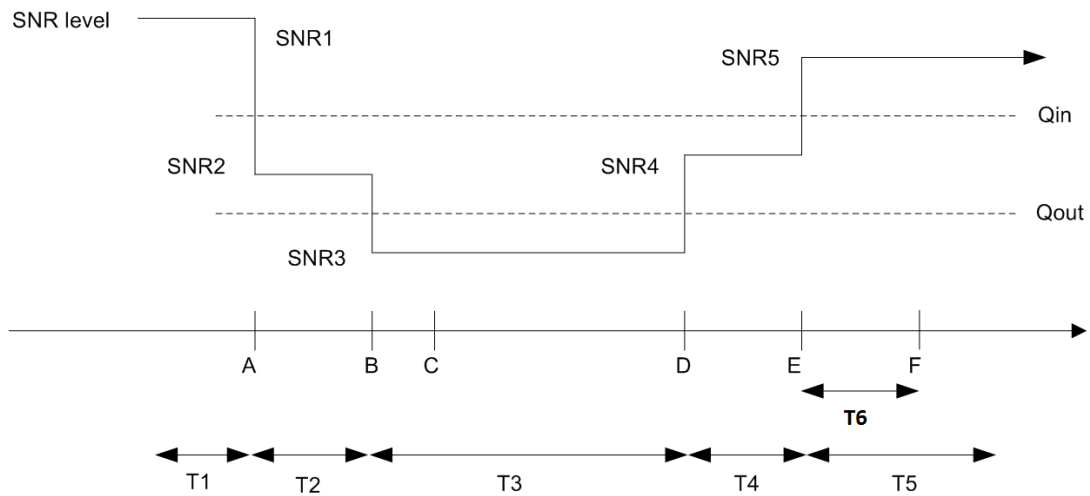 SNR level
SNR1
SNR5
Qin
SNR2
SNR4
Qout
SNR3
A B C D E F
T6
T1 T2 T3 T4 T5